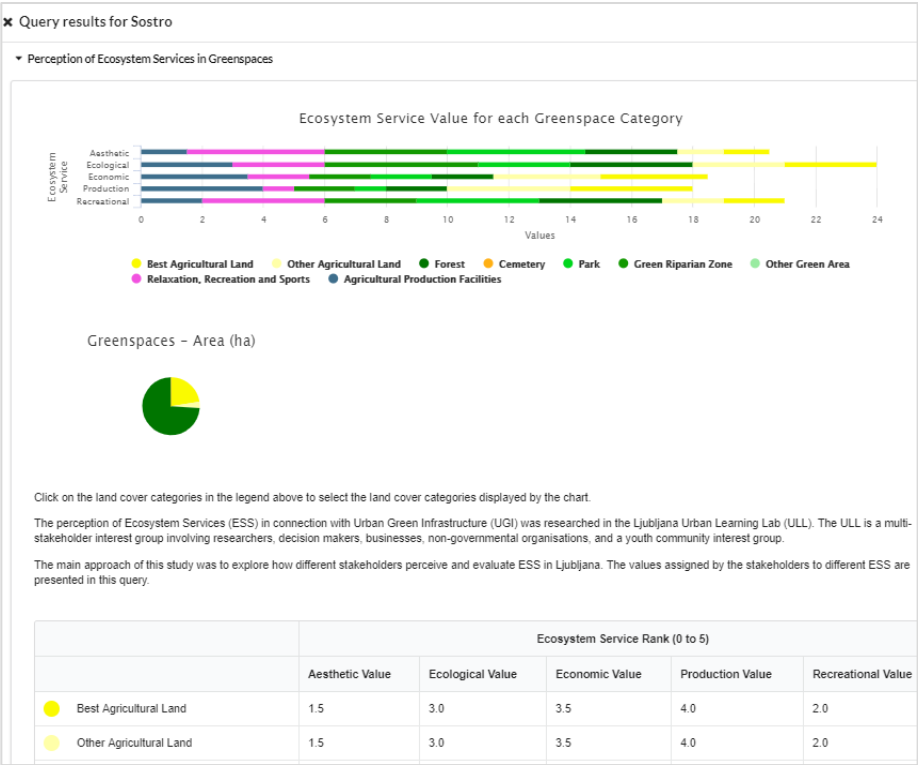 ✖ Query results for Sostro
▾ Perception of Ecosystem Services in Greenspaces
Ecosystem Service Value for each Greenspace Category
Ecosystem
Service
Aesthetic
Ecological
Economic
Production
Recreational
0 2 4 6 8 10 12 14 16 18 20 22 24
Values
Best Agricultural Land Other Agricultural Land Forest Cemetery Park Green Riparian Zone Other Green Area
Relaxation, Recreation and Sports Agricultural Production Facilities
Greenspaces - Area (ha)
Click on the land cover categories in the legend above to select the land cover categories displayed by the chart.
The perception of Ecosystem Services (ESS) in connection with Urban Green Infrastructure (UGI) was researched in the Ljubljana Urban Learning Lab (ULL). The ULL is a multi-
stakeholder interest group involving researchers, decision makers, businesses, non-governmental organisations, and a youth community interest group.
The main approach of this study was to explore how different stakeholders perceive and evaluate ESS in Ljubljana. The values assigned by the stakeholders to different ESS are
presented in this query.
Ecosystem Service Rank (0 to 5)
Aesthetic Value Ecological Value Economic Value Production Value Recreational Value
Best Agricultural Land 1.5 3.0 3.5 4.0 2.0
Other Agricultural Land 1.5 3.0 3.5 4.0 2.0